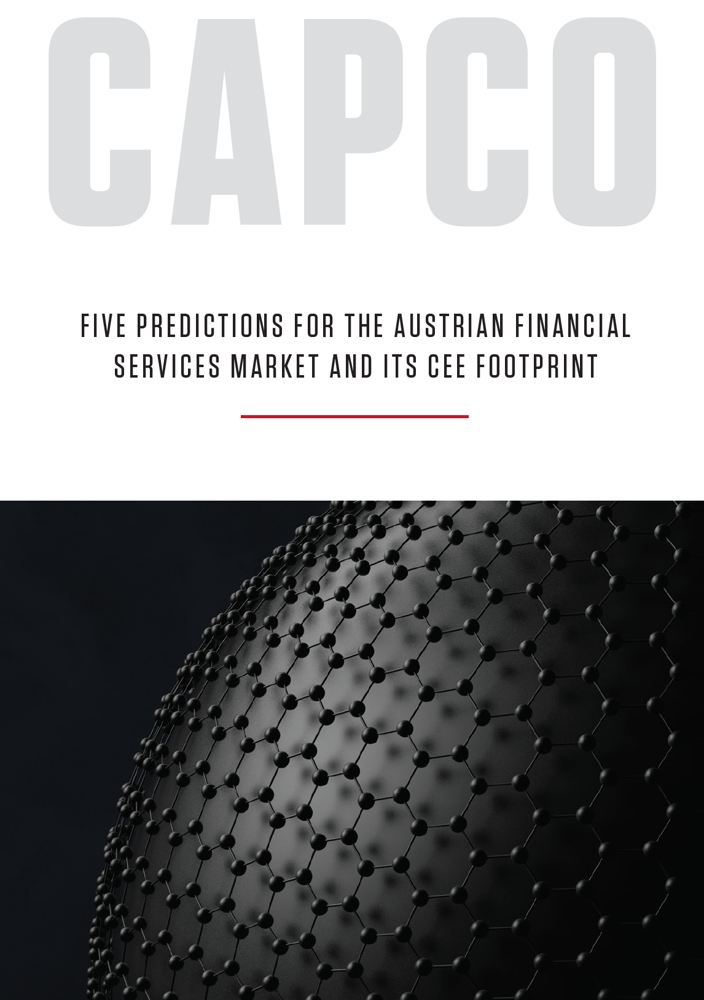 CAPCO
FIVE PREDICTIONS FOR THE AUSTRIAN FINANCIAL
SERVICES MARKET AND ITS CEE FOOTPRINT